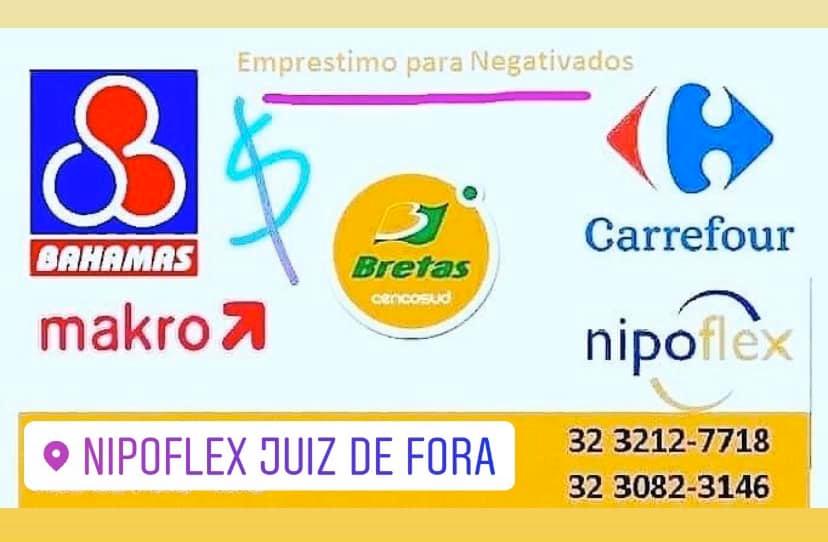 Emprestimo para Negativados
$
BAHAMAS
Carrefour
Bretas
cencosud
makro
nipoflex
NIPOFLEX JUIZ DE FORA
32 3212-7718
32 3082-3146